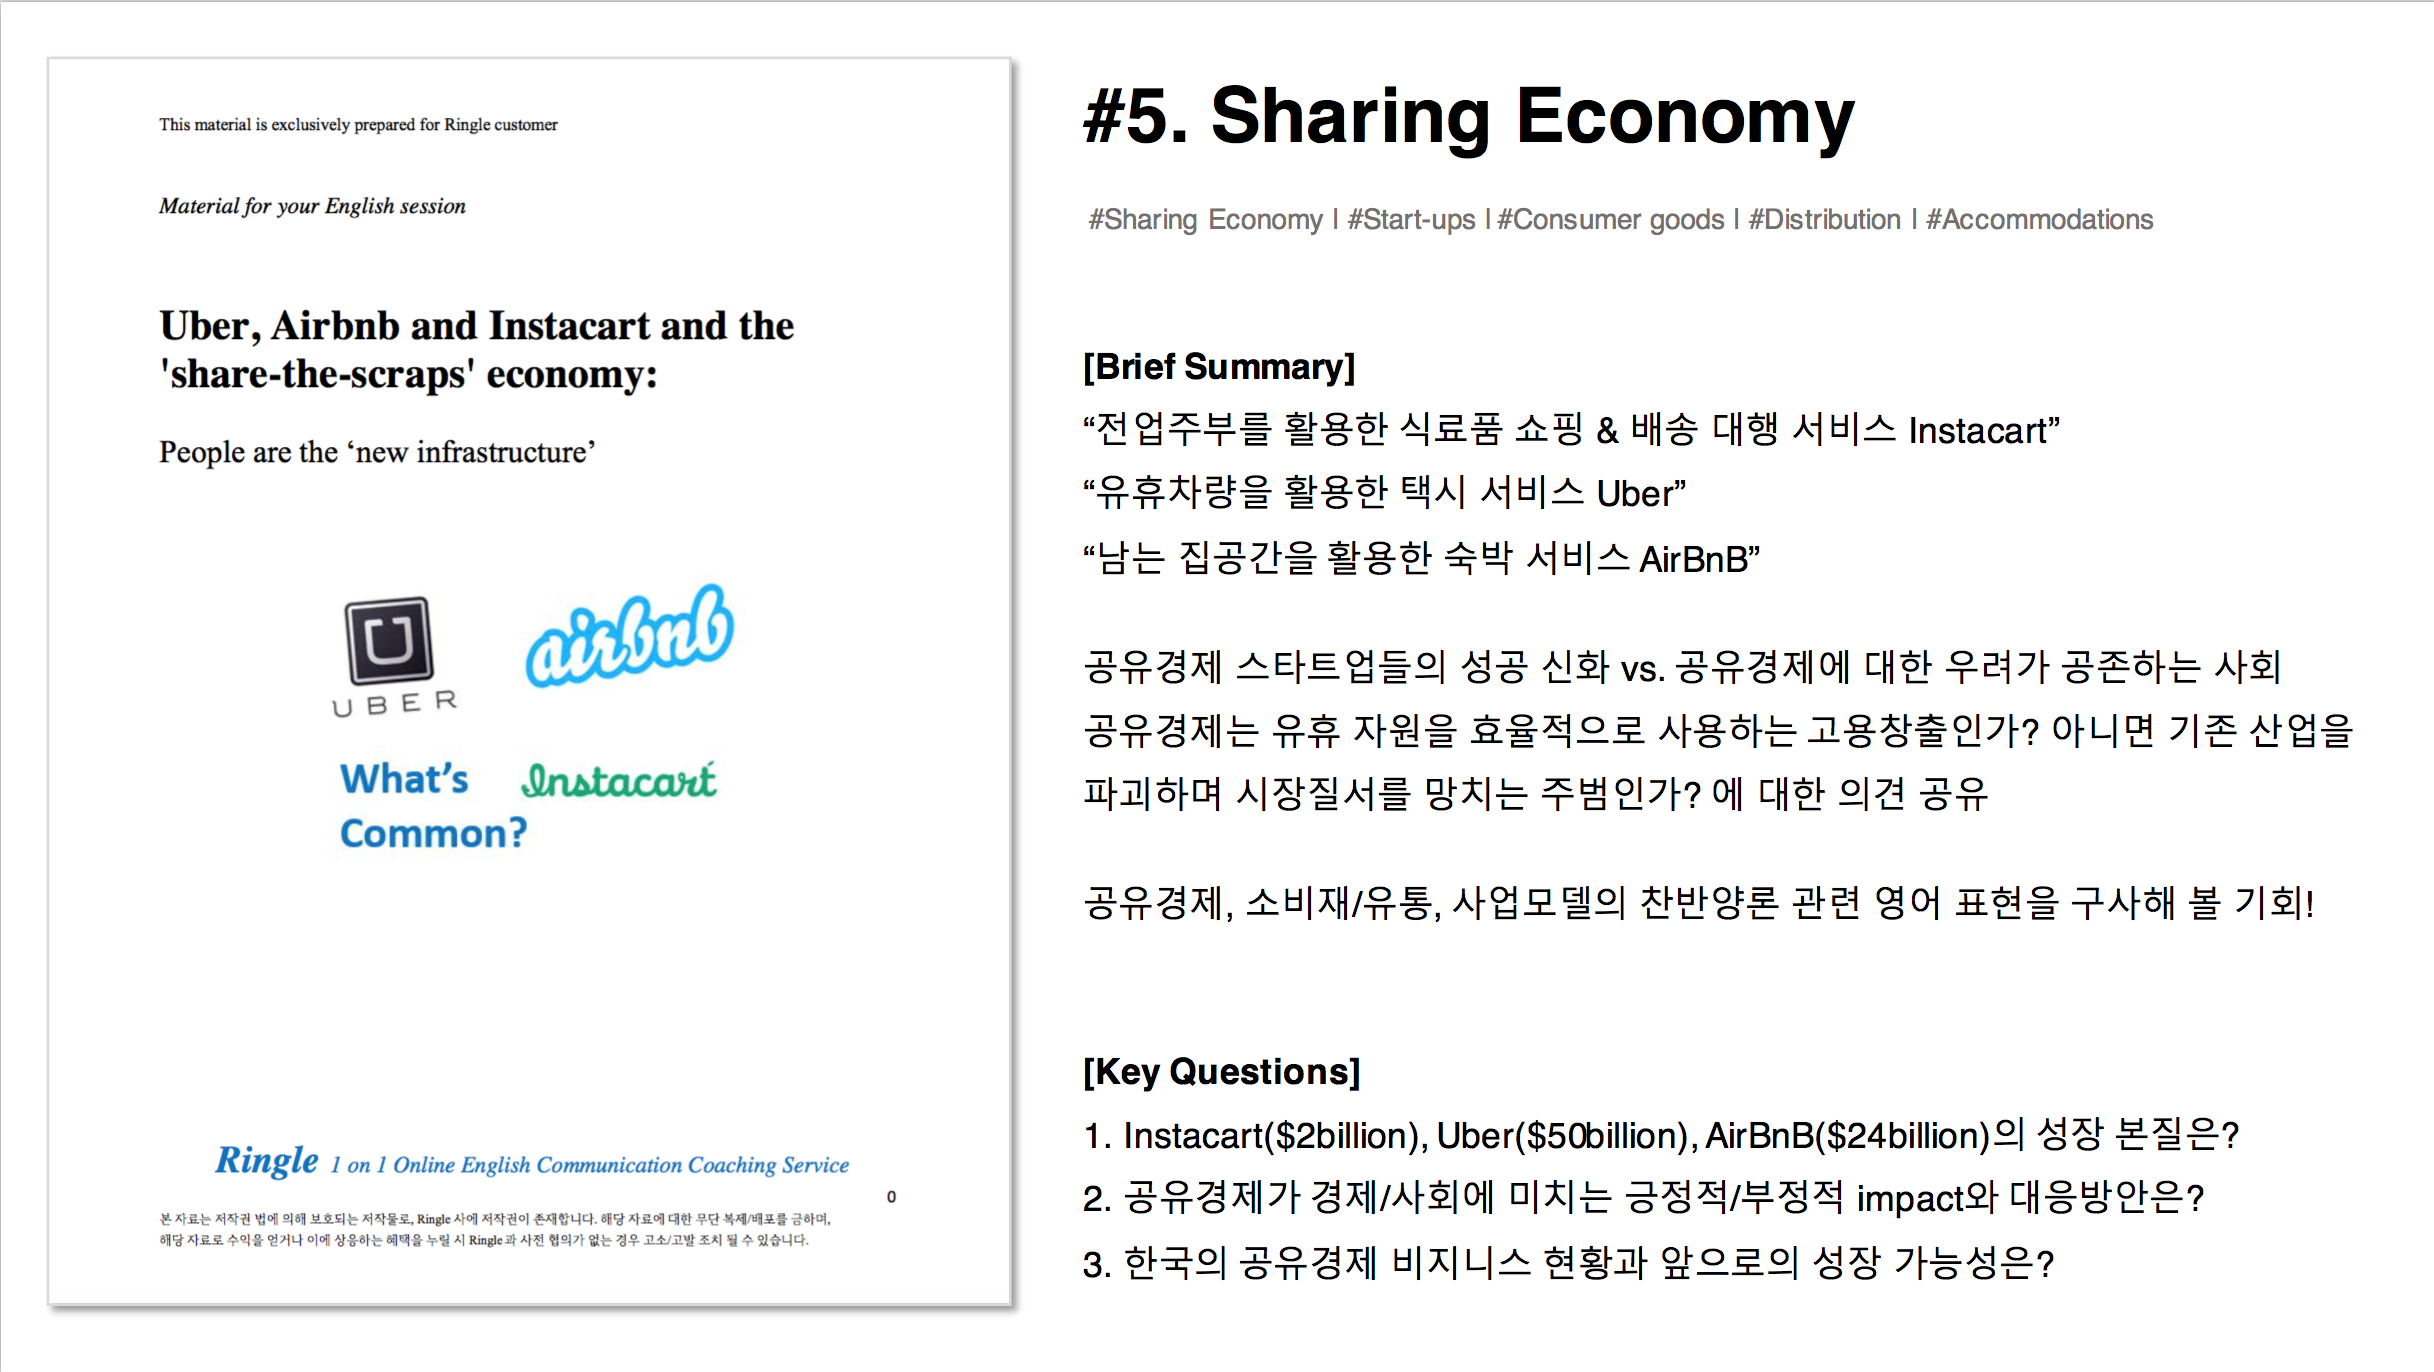 This material is exclusively prepared for Ringle customer
Material for your English session
Uber, Airbnb and Instacart and the
'share-the-scraps' economy:
People are the ‘new infrastructure’
U
UBER
airbnb
What’s
Common?
Instacart
Ringle 1 on 1 Online English Communication Coaching Service
0
본 자료는 저작권 법에 의해 보호되는 저작물로, Ringle 사에 저작권이 존재합니다. 해당 자료에 대한 무단 복제/배포를 금하며,
해당 자료로 수익을 얻거나 이에 상응하는 혜택을 누릴 시 Ringle 과 사전 협의가 없는 경우 고소/고발 조치 될 수 있습니다.
#5. Sharing Economy
#Sharing Economy | #Start-ups | #Consumer goods | #Distribution | #Accommodations
[Brief Summary]
“전업주부를 활용한 식료품 쇼핑 & 배송 대행 서비스 Instacart”
“유휴차량을 활용한 택시 서비스 Uber”
“남는 집공간을 활용한 숙박 서비스 AirBnB”
공유경제 스타트업들의 성공 신화 vs. 공유경제에 대한 우려가 공존하는 사회
공유경제는 유휴 자원을 효율적으로 사용하는 고용창출인가? 아니면 기존 산업을
파괴하며 시장질서를 망치는 주범인가? 에 대한 의견 공유
공유경제, 소비재/유통, 사업모델의 찬반양론 관련 영어 표현을 구사해 볼 기회!
[Key Questions]
1. Instacart($2billion), Uber($50billion), AirBnB($24billion)의 성장 본질은?
2. 공유경제가 경제/사회에 미치는 긍정적/부정적 impact와 대응방안은?
3. 한국의 공유경제 비지니스 현황과 앞으로의 성장 가능성은?